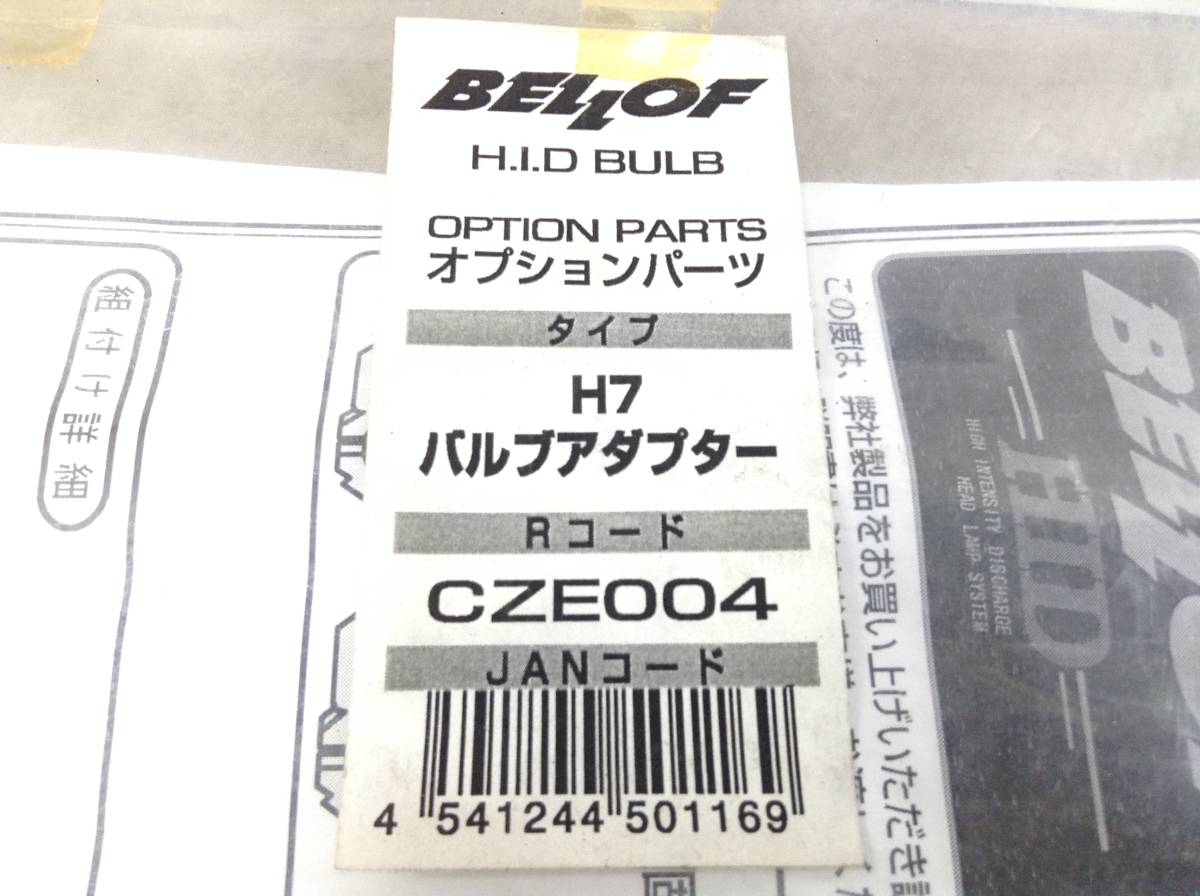 BELLOF
H.I.D BULB
OPTION PARTS
オプションパーツ
タイプ
H7
バルブアダプター
Rコード
CZE004
JANコード
4 541244 501169
組付け詳細
この度は、弊社製品をお買い上げいただき
BELLOF
HID
HIGH INTENSITY DISCHARGE
HEAD LAMP SYSTEM